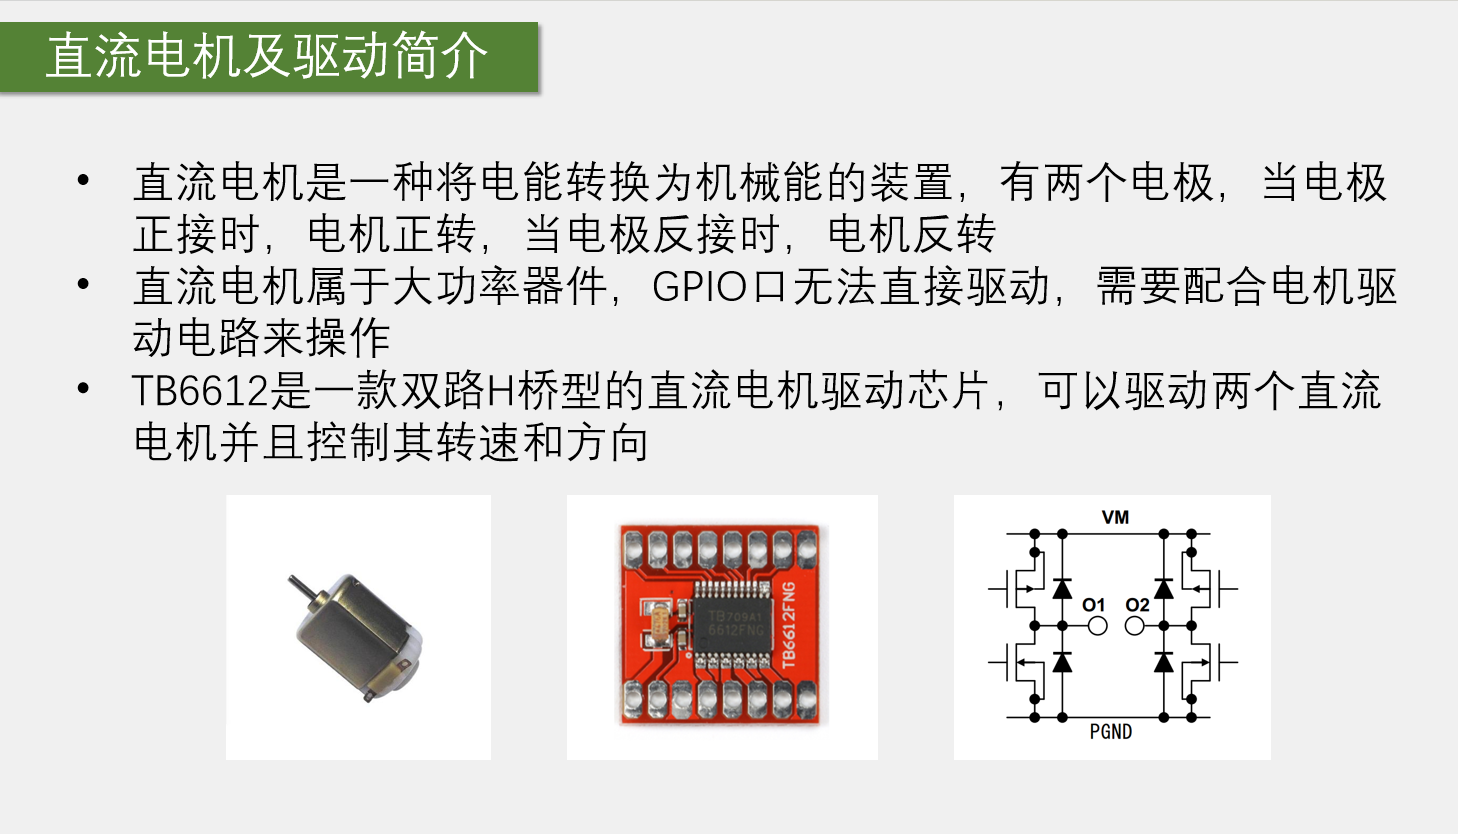 直流电机及驱动简介
• 直流电机是一种将电能转换为机械能的装置，有两个电极，当电极
正接时，电机正转，当电极反接时，电机反转
• 直流电机属于大功率器件，GPIO口无法直接驱动，需要配合电机驱
动电路来操作
• TB6612是一款双路H桥型的直流电机驱动芯片，可以驱动两个直流
电机并且控制其转速和方向
TB709A1
6612FNG
TB6612FNG
VM
O1 O2
PGND